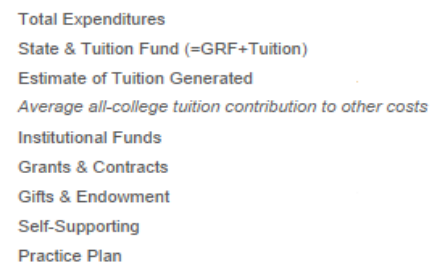 Total Expenditures
State & Tuition Fund (=GRF+Tuition)
Estimate of Tuition Generated
Average all-college tuition contribution to other costs
Institutional Funds
Grants & Contracts
Gifts & Endowment
Self-Supporting
Practice Plan